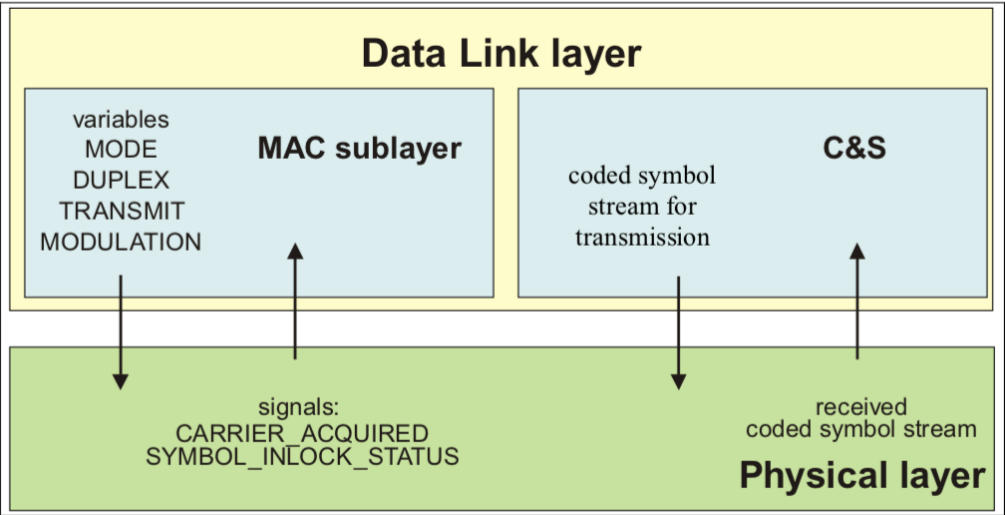 Data Link layer
variables
MODE
DUPLEX
TRANSMIT
MODULATION
MAC sublayer
C&S
coded symbol
stream for
transmission
signals:
CARRIER_ACQUIRED
SYMBOL_INLOCK_STATUS
received
coded symbol stream
Physical layer